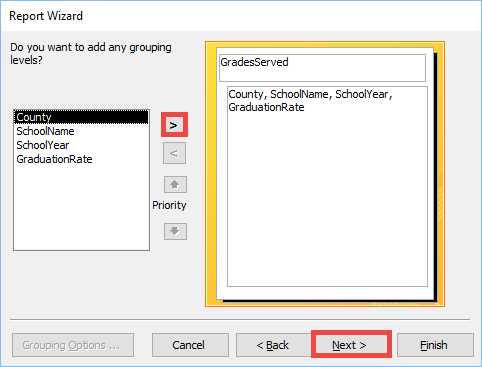 Report Wizard
Do you want to add any grouping
levels?
County
SchoolName
SchoolYear
GraduationRate
>
<
Priority
GradesServed
County, SchoolName, SchoolYear,
GraduationRate
Grouping Options ...
Cancel
< Back
Next >
Finish